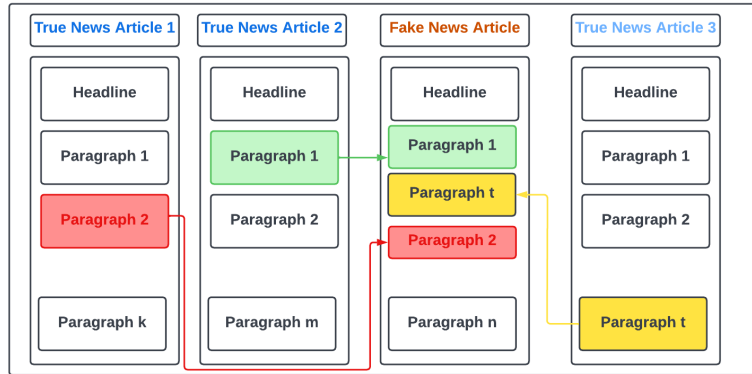 True News Article 1
True News Article 2
Fake News Article
True News Article 3
Headline
Paragraph 1
Paragraph 2
Paragraph k
Headline
Paragraph 1
Paragraph 2
Paragraph m
Headline
Paragraph 1
Paragraph t
Paragraph 2
Paragraph n
Headline
Paragraph 1
Paragraph 2
Paragraph t